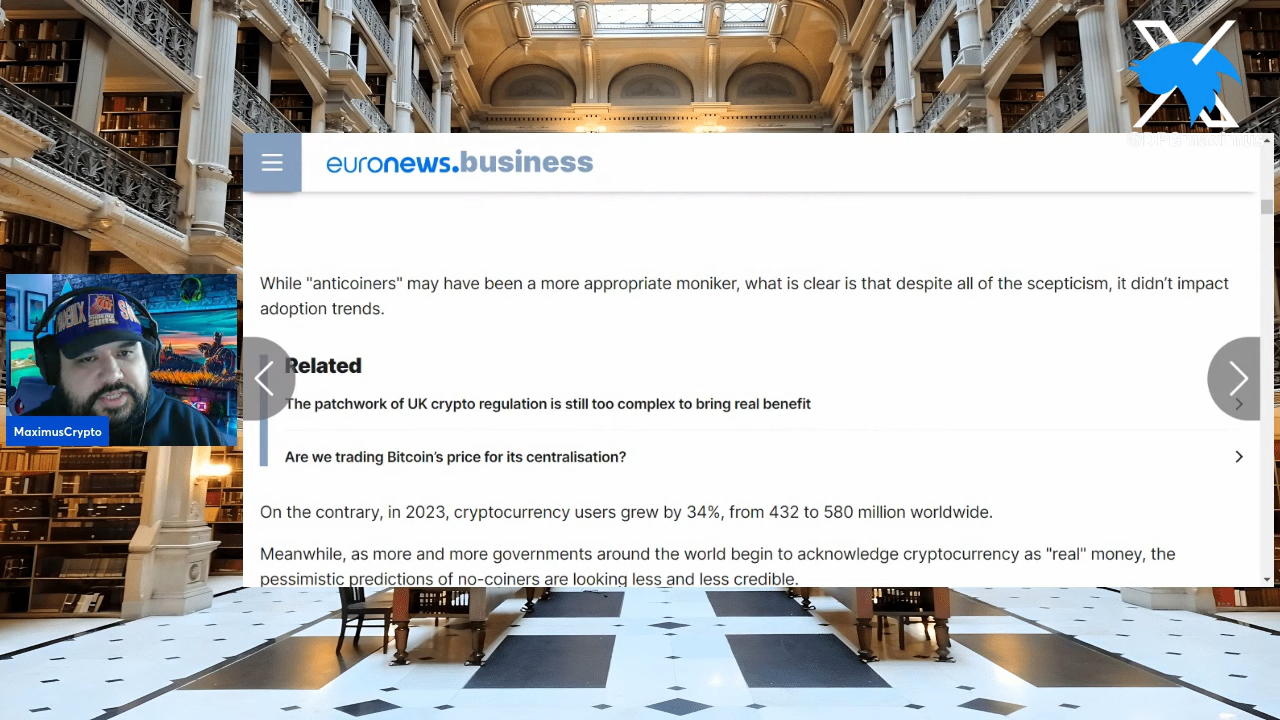 euronews.business
While "anticoiners" may have been a more appropriate moniker, what is clear is that despite all of the scepticism, it didn’t impact
adoption trends.
Related
The patchwork of UK crypto regulation is still too complex to bring real benefit
Are we trading Bitcoin’s price for its centralisation?
On the contrary, in 2023, cryptocurrency users grew by 34%, from 432 to 580 million worldwide.
Meanwhile, as more and more governments around the world begin to acknowledge cryptocurrency as "real" money, the
pessimistic predictions of no-coiners are looking less and less credible.
MaximusCrypto